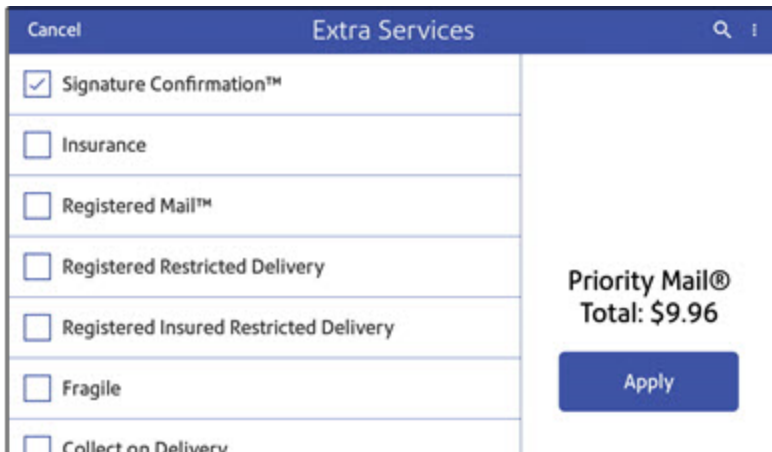 Cancel
Extra Services
Signature Confirmation™
Insurance
Registered Mail™
Registered Restricted Delivery
Registered Insured Restricted Delivery
Fragile
Collect on Delivery
Priority Mail®
Total: $9.96
Apply